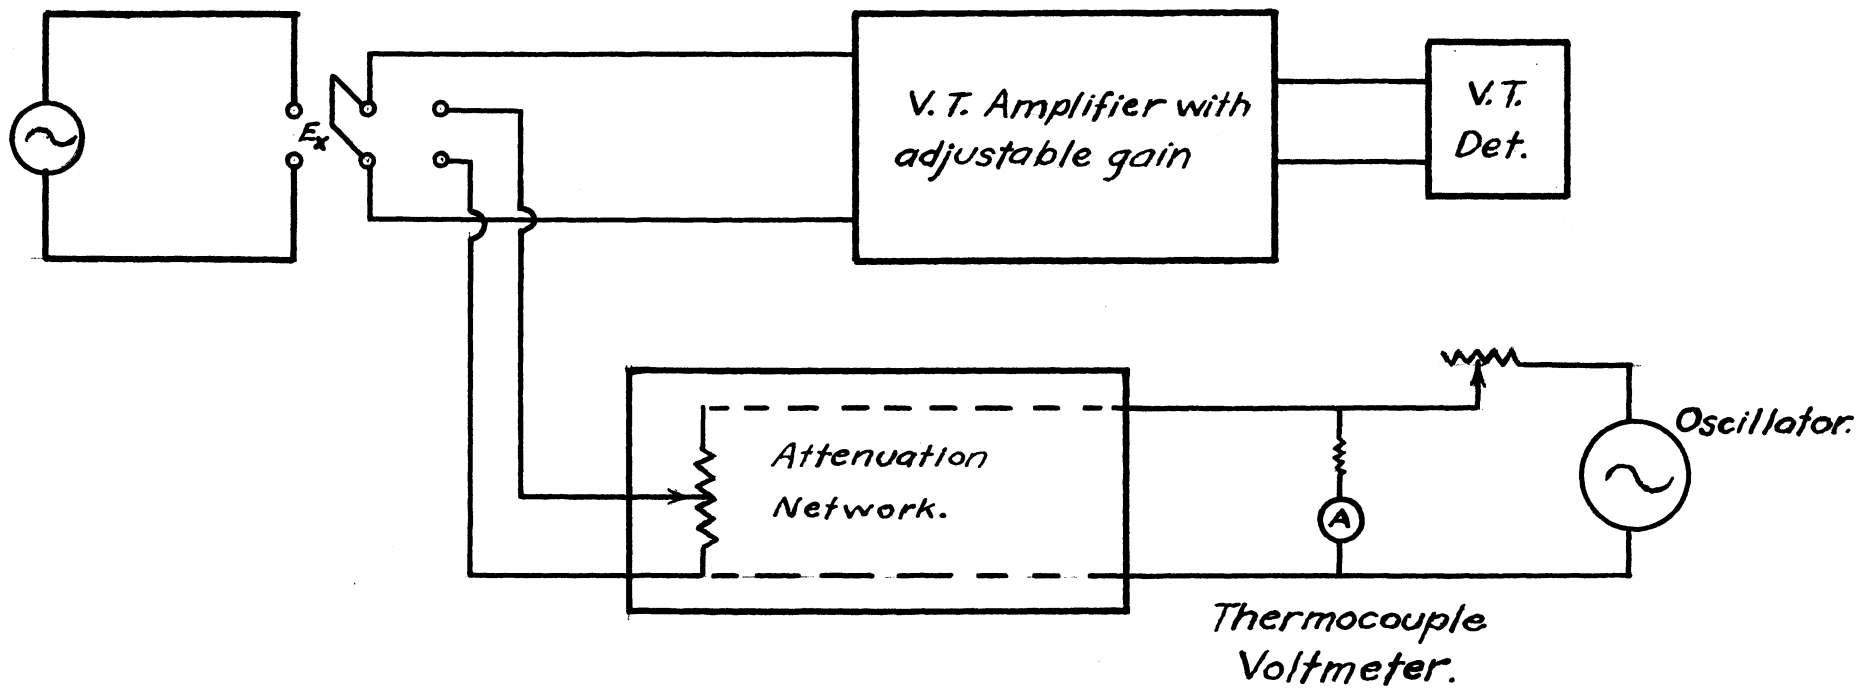 Ex
V. T. Amplifier with
adjustable gain
V.T.
Det.
Attenuation
Network.
A
Oscillator.
Thermocouple
Voltmeter.